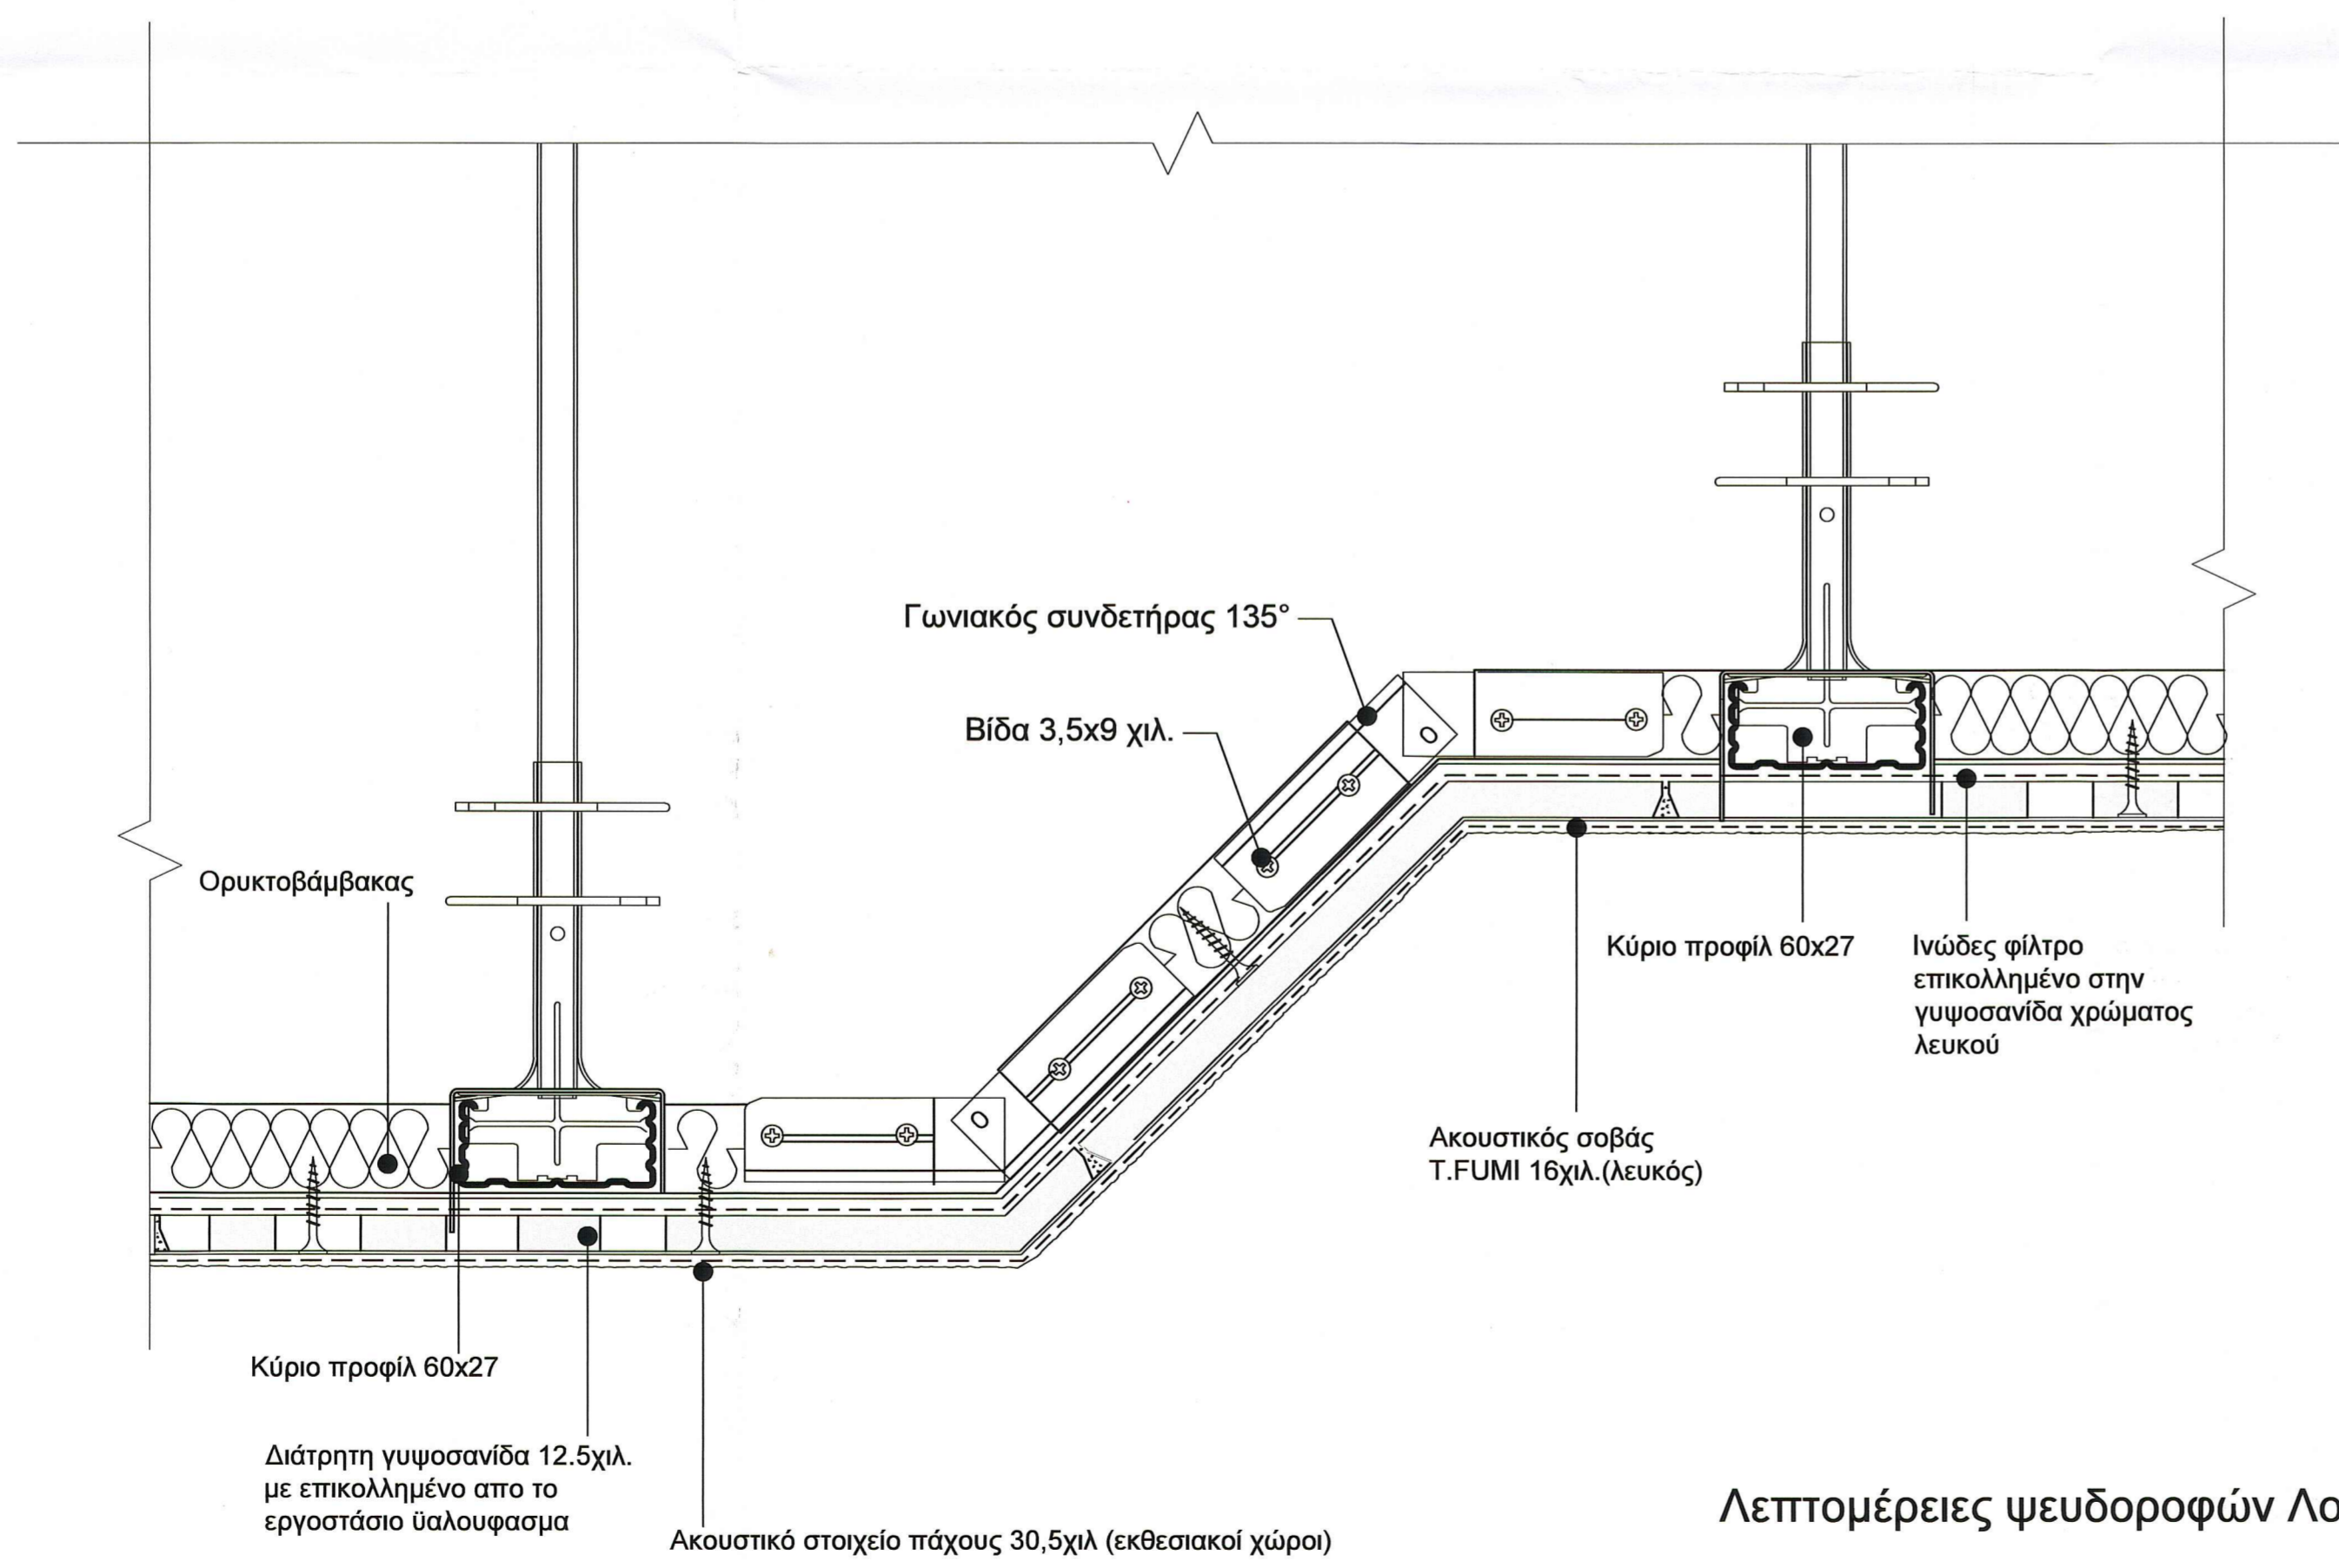 Γωνιακός συνδετήρας 135°
Βίδα 3,5x9 χιλ.
Ορυκτοβάμβακας
Κύριο προφίλ 60x27
Ινώδες φίλτρο
επικολλημένο στην
γυψοσανίδα χρώματος
λευκού
Ακουστικός σοβάς
T.FUMI 16χιλ.(λευκός)
Κύριο προφίλ 60x27
Διάτρητη γυψοσανίδα 12.5χιλ.
με επικολλημένο απο το
εργοστάσιο ϋαλουφασμα
Ακουστικό στοιχείο πάχους 30,5χιλ (εκθεσιακοί χώροι)
Λεπτομέρειες ψευδοροφών